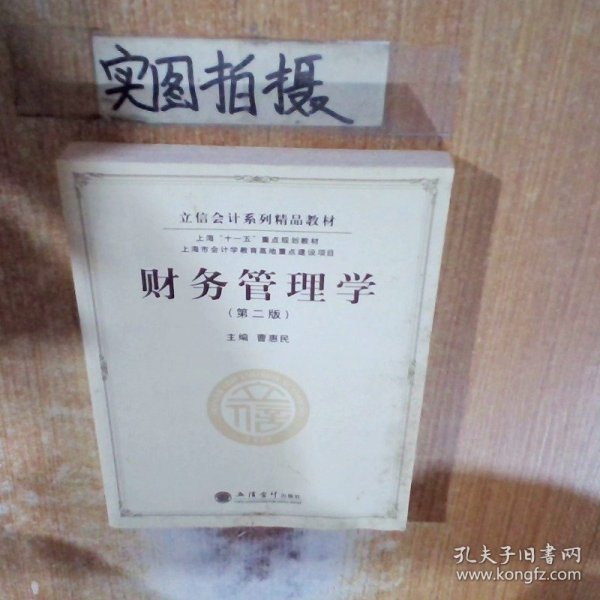 实图拍摄
立信会计系列精品教材
上海"十一五"重点规划教材
上海市会计学教育高地重点建设项目
财务管理学
（第二版）
主编 曹惠民
立信
立信会计出版社
孔夫子旧书网
www.kongfz.com